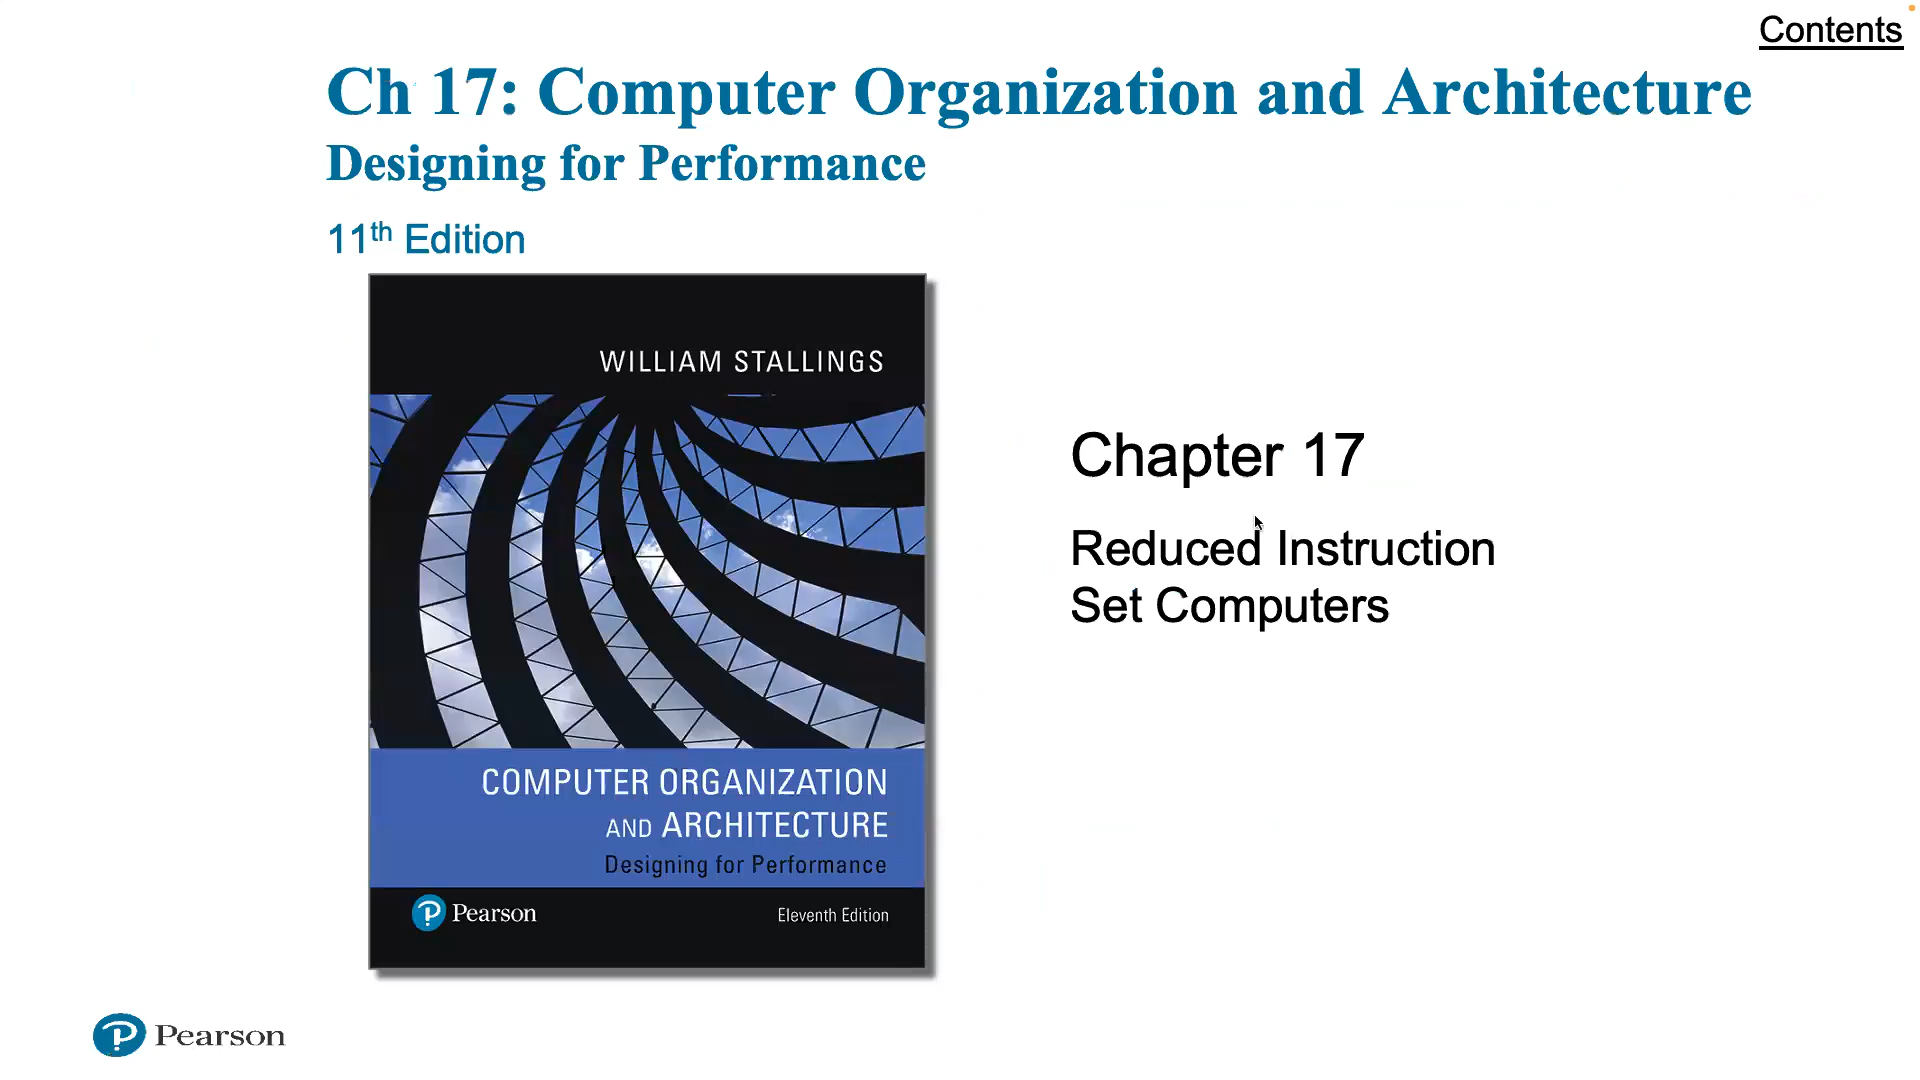 Contents
Ch 17: Computer Organization and Architecture
Designing for Performance
11th Edition
WILLIAM STALLINGS
COMPUTER ORGANIZATION
AND ARCHITECTURE
Designing for Performance
Pearson
Eleventh Edition
Chapter 17
Reduced Instruction
Set Computers
Pearson